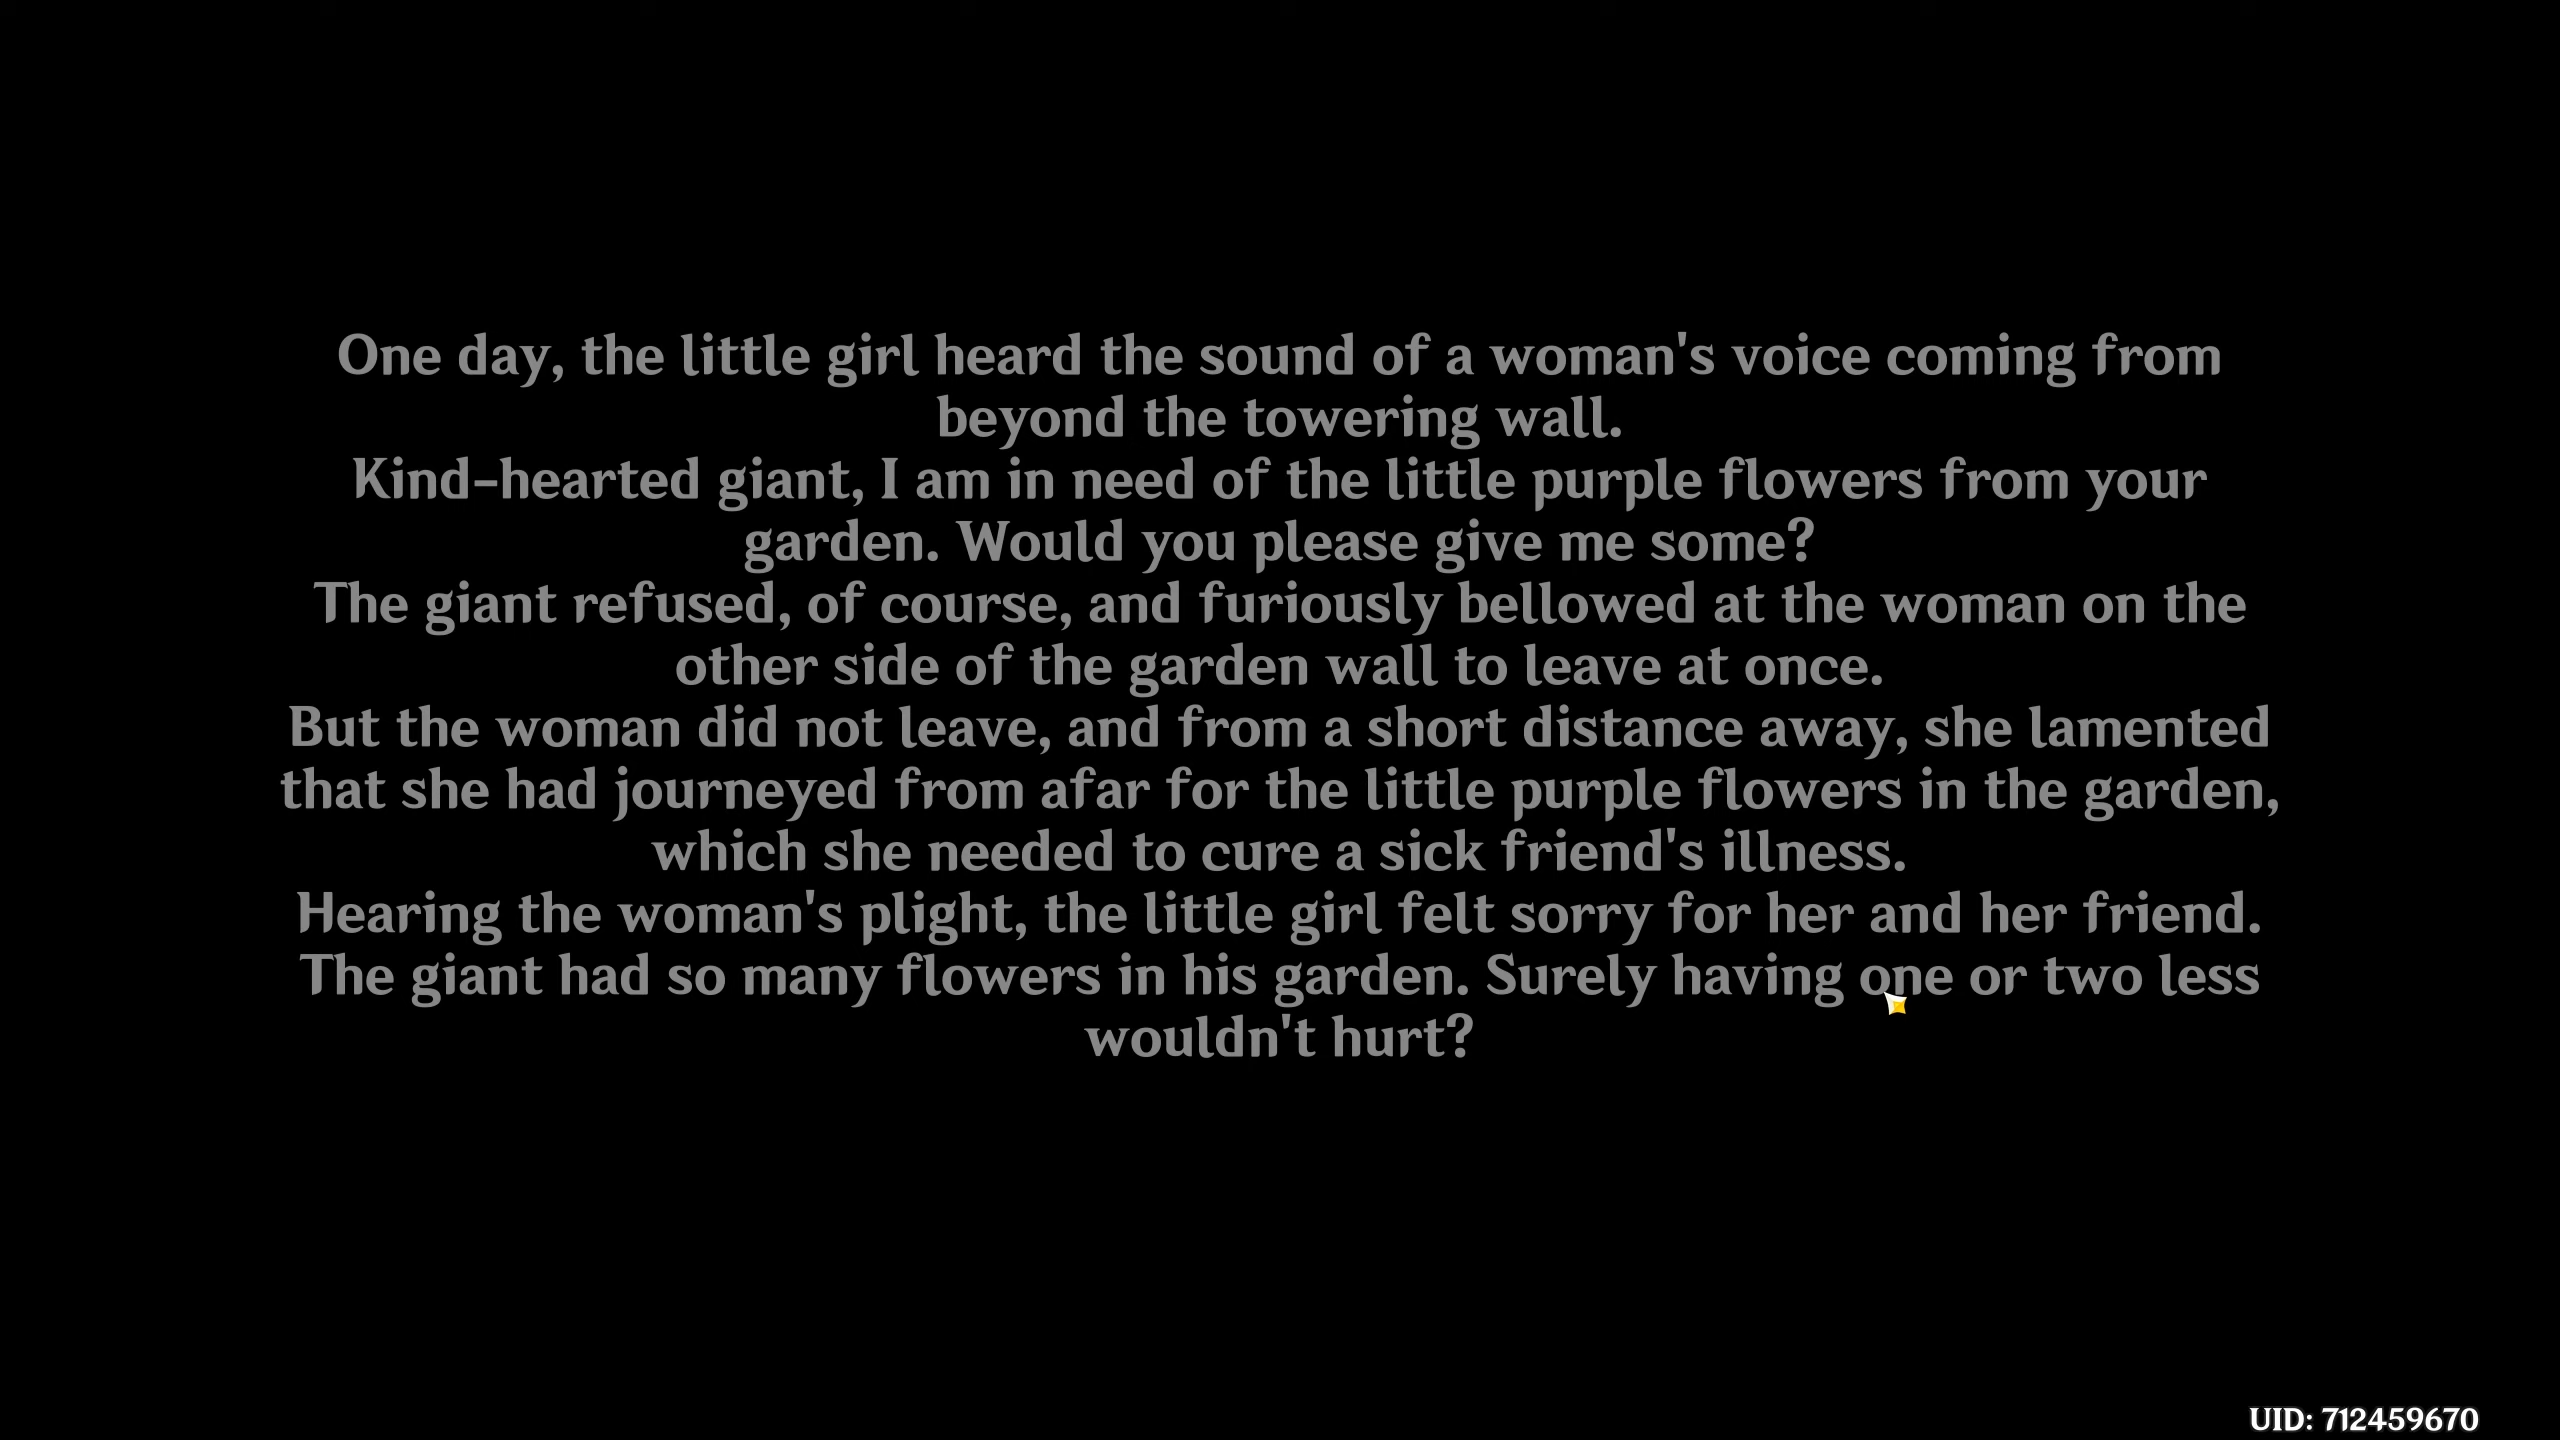 One day, the little girl heard the sound of a woman's voice coming from
beyond the towering wall.
Kind-hearted giant, I am in need of the little purple flowers from your
garden. Would you please give me some?
The giant refused, of course, and furiously bellowed at the woman on the
other side of the garden wall to leave at once.
But the woman did not leave, and from a short distance away, she lamented
that she had journeyed from afar for the little purple flowers in the garden,
which she needed to cure a sick friend's illness.
Hearing the woman's plight, the little girl felt sorry for her and her friend.
The giant had so many flowers in his garden. Surely having one or two less
wouldn't hurt?
UID: 712459670